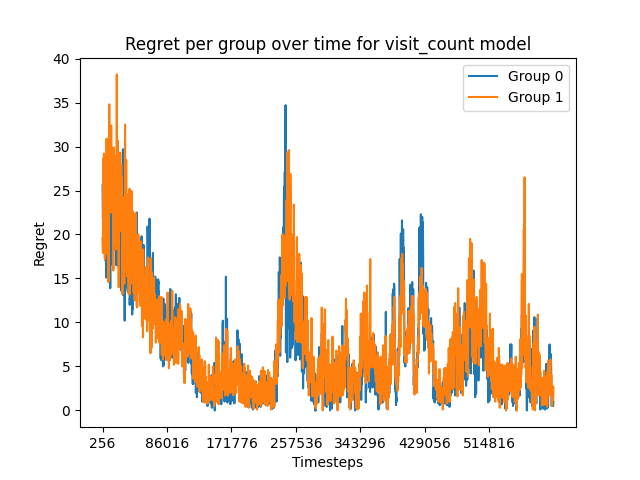 Regret per group over time for visit_count model
Group 0
Group 1
40
35
30
25
20
15
10
5
0
Regret
256 86016 171776 257536 343296 429056 514816
Timesteps